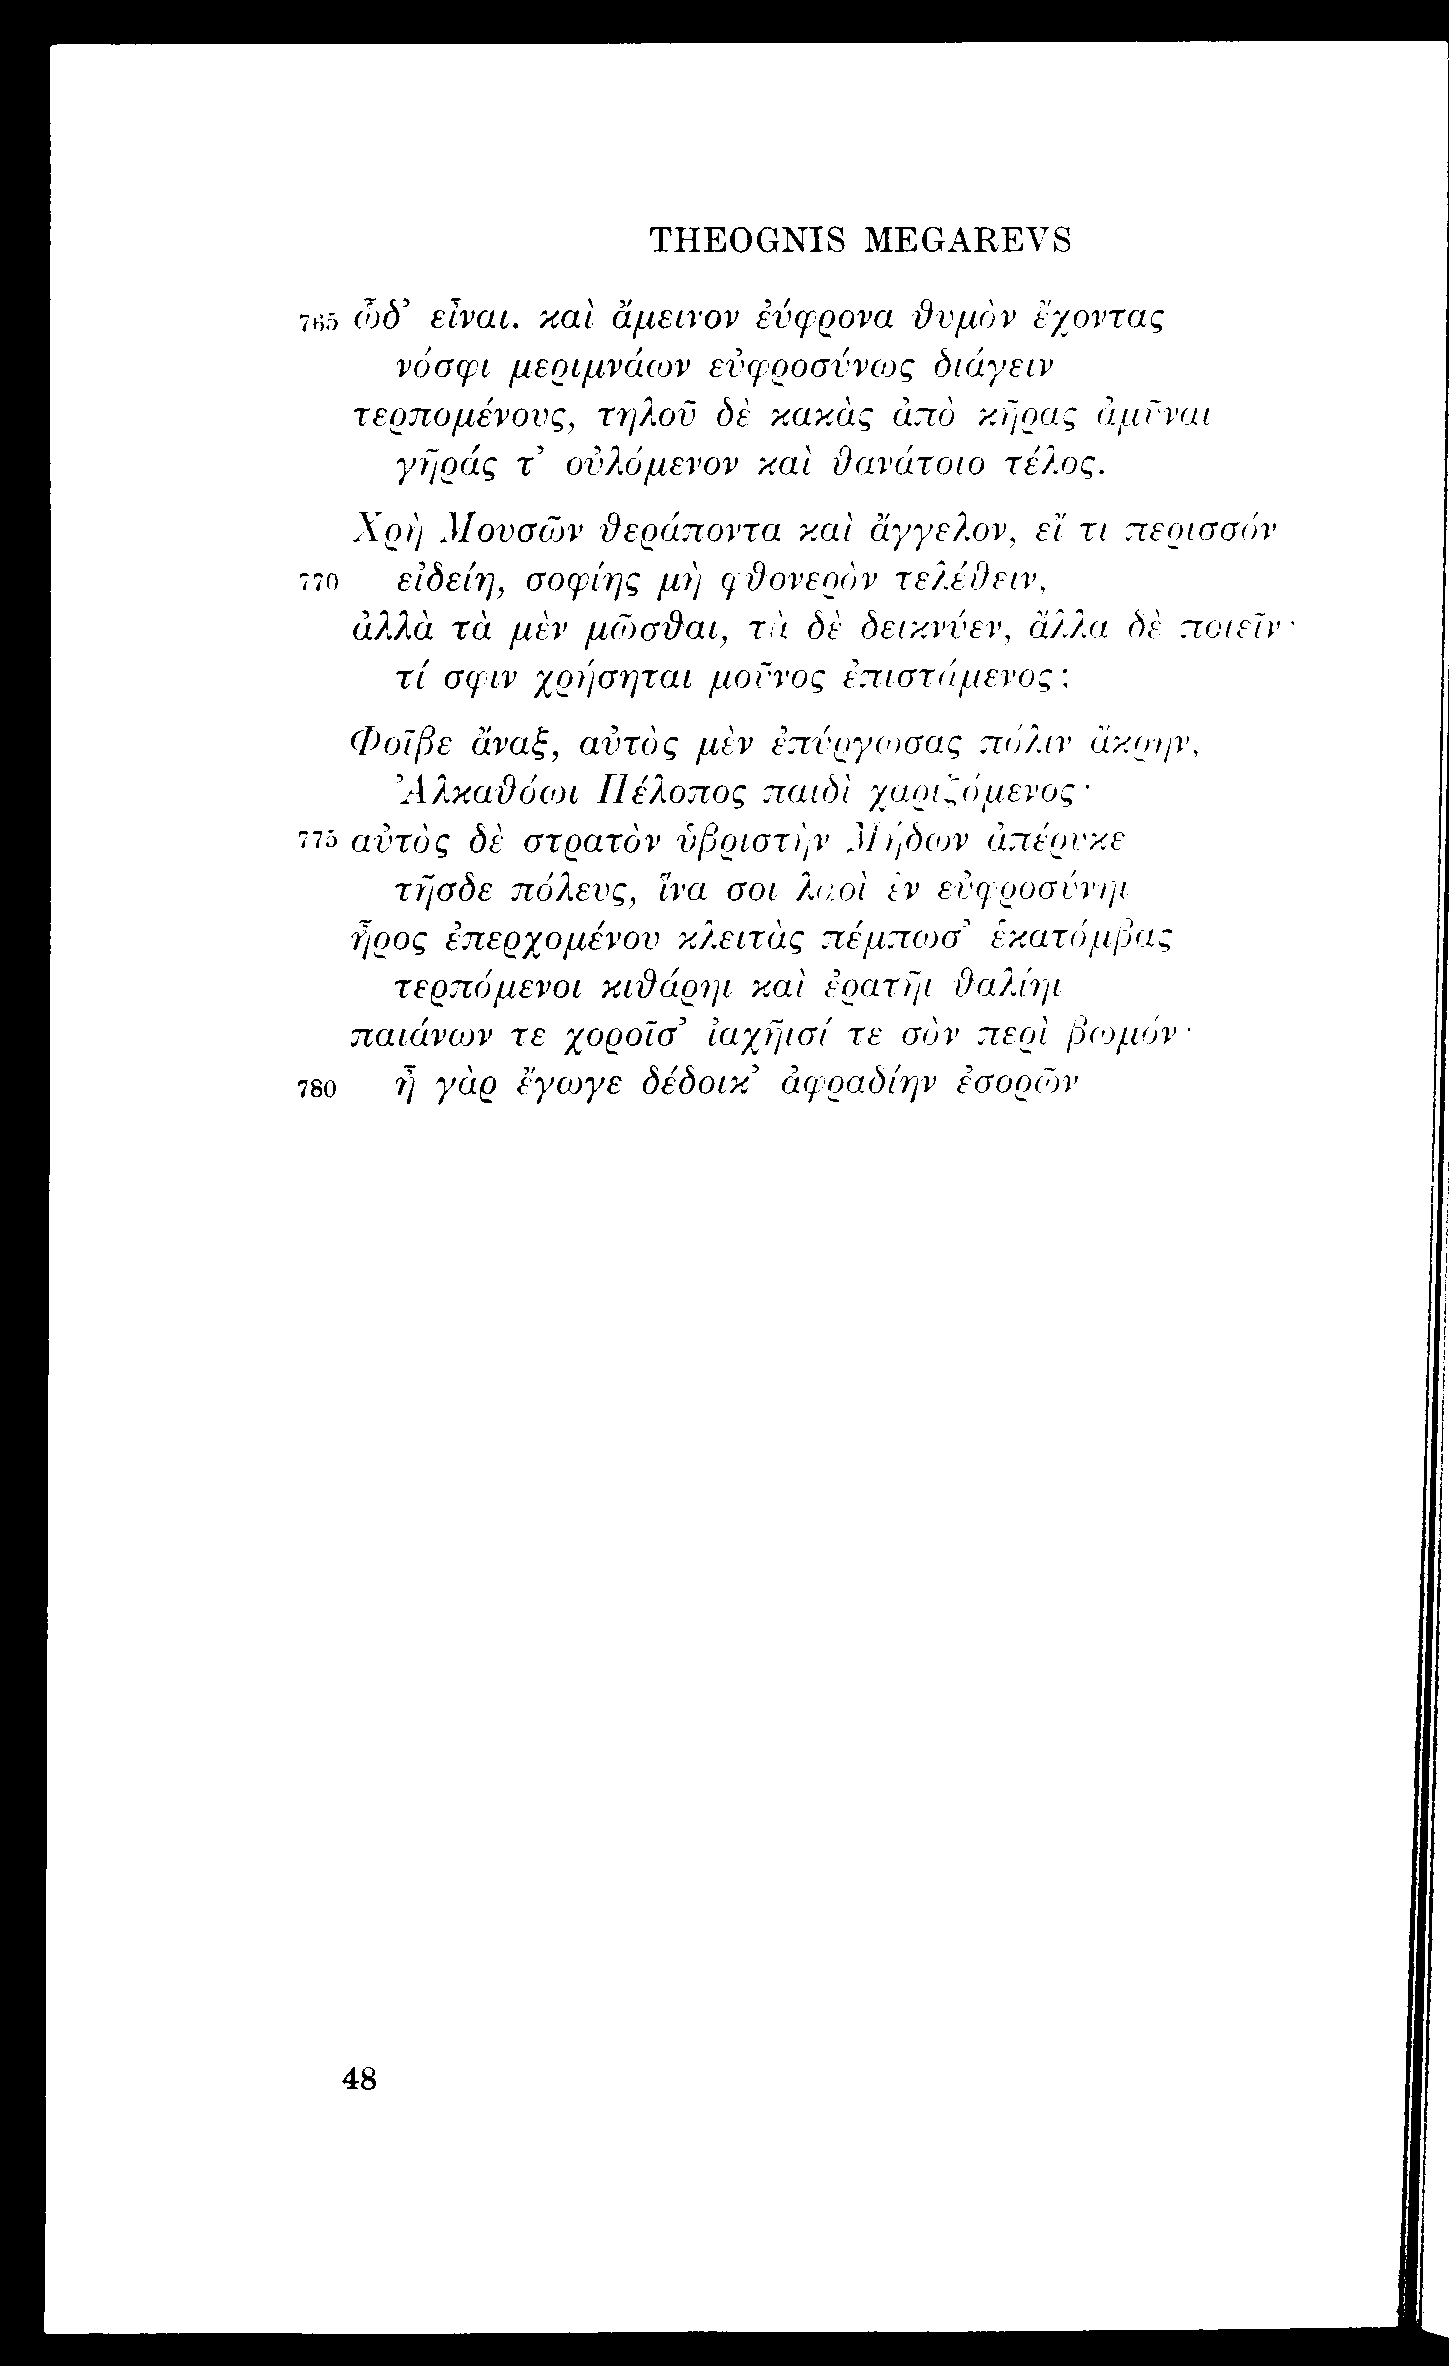 THEOGNIS MEGAREVS
765 ὧδ’ εἶναι. καὶ ἄμεινον ἐύφρονα θυμὸν ἔχοντας
νόσφι μεριμνάων εὐφροσύνως διάγειν
τερπομένους, τηλοῦ δὲ κακὰς ἀπὸ κῆρας ἀμῦναι
γῆράς τ’ οὐλόμενον καὶ θανάτοιο τέλος.
Χρὴ Μουσῶν θεράποντα καὶ ἄγγελον, εἴ τι περισσόν
770 εἰδείη, σοφίης μὴ φθονερὸν τελέθειν,
ἀλλὰ τὰ μὲν μῶσθαι, τὰ δὲ δεικνύεν, ἄλλα δὲ ποιεῖν·
τί σφιν χρήσηται μοῦνος ἐπιστάμενος;
Φοῖβε ἄναξ, αὐτὸς μὲν ἐπύργωσας πόλιν ἄκρην,
Ἀλκαθόωι Πέλοπος παιδὶ χαριζόμενος·
775 αὐτὸς δὲ στρατὸν ὑβριστὴν Μήδων ἀπέρυκε
τῆσδε πόλευς, ἵνα σοι λαοὶ ἐν εὐφροσύνηι
ἦρος ἐπερχομένου κλειτὰς πέμπωσ’ ἑκατόμβας
τερπόμενοι κιθάρηι καὶ ἐρατῆι θαλίηι
παιάνων τε χοροῖσ’ ἰαχῆισί τε σὸν περὶ βωμόν·
780 ἦ γὰρ ἔγωγε δέδοικ’ ἀφραδίην ἐσορῶν
48